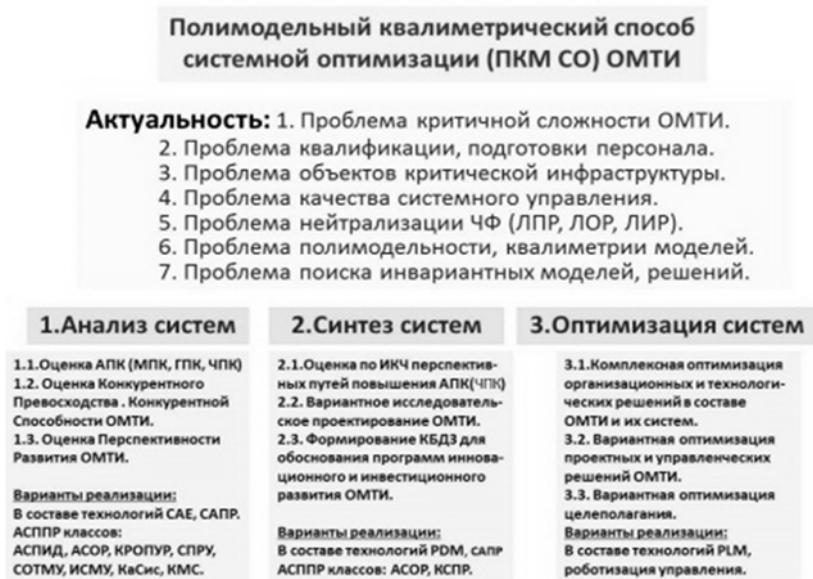 Полимодельный квалиметрический способ
системной оптимизации (ПКМ СО) ОМТИ
Актуальность: 1. Проблема критичной сложности ОМТИ.
2. Проблема квалификации, подготовки персонала.
3. Проблема объектов критической инфраструктуры.
4. Проблема качества системного управления.
5. Проблема нейтрализации ЧФ (ЛПР, ЛОР, ЛИР).
6. Проблема полимодельности, квалиметрии моделей.
7. Проблема поиска инвариантных моделей, решений.
1.Анализ систем
1.1.Оценка АПК (МПК, ГПК, ЧПК)
1.2. Оценка Конкурентного
Превосходства . Конкурентной
Способности ОМТИ.
1.3. Оценка Перспективности
Развития ОМТИ.
Варианты реализации:
В составе технологий CAE, САПР.
АСППР классов:
АСПИД, АСОР, КРОПУР, СПРУ,
СОТМУ, ИСМУ, КаСис, КМС.
2.Синтез систем
2.1.Оценка по ИКЧ перспектив-
ных путей повышения АПК(ЧПК)
2.2. Вариантное исследователь-
ское проектирование ОМТИ.
2.3. Формирование КБДЗ для
обоснования программ иннова-
ционного и инвестиционного
развития ОМТИ.
Варианты реализации:
В составе технологий PDM, САПР
АСППР классов: АСОР, КСПР.
3.Оптимизация систем
3.1.Комплексная оптимизация
организационных и технологи-
ческих решений в составе
ОМТИ и их систем.
3.2. Вариантная оптимизация
проектных и управленческих
решений ОМТИ.
3.3. Вариантная оптимизация
целеполагания.
Варианты реализации:
В составе технологий PLM,
роботизация управления.